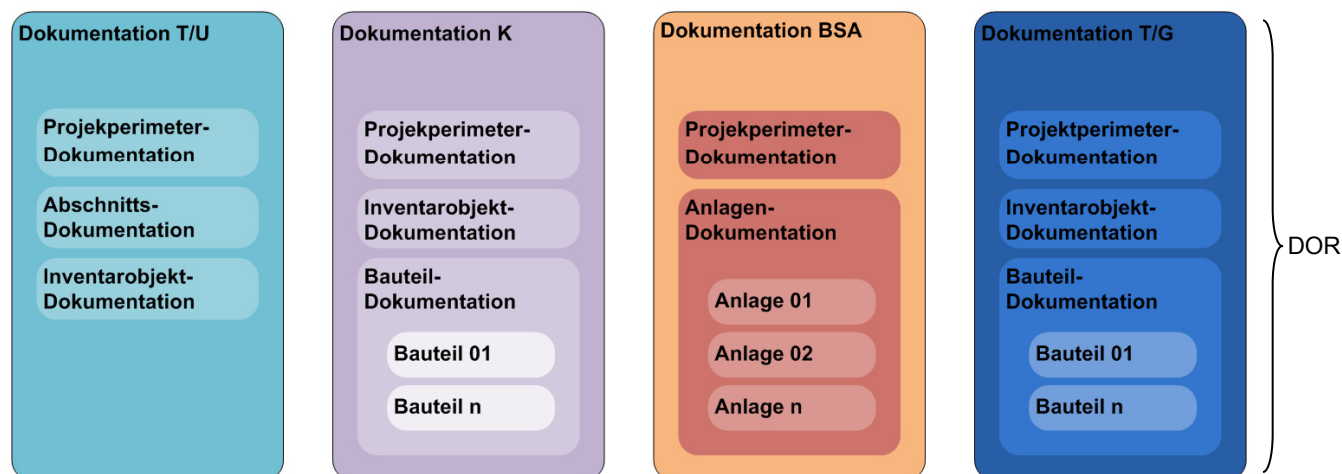 Dokumentation T/U
Projekperimeter-
Dokumentation
Abschnitts-
Dokumentation
Inventarobjekt-
Dokumentation
Dokumentation K
Projekperimeter-
Dokumentation
Inventarobjekt-
Dokumentation
Bauteil-
Dokumentation
Bauteil 01
Bauteil n
Dokumentation BSA
Projekperimeter-
Dokumentation
Anlagen-
Dokumentation
Anlage 01
Anlage 02
Anlage n
Dokumentation T/G
Projektperimeter-
Dokumentation
Inventarobjekt-
Dokumentation
Bauteil-
Dokumentation
Bauteil 01
Bauteil n
DOR